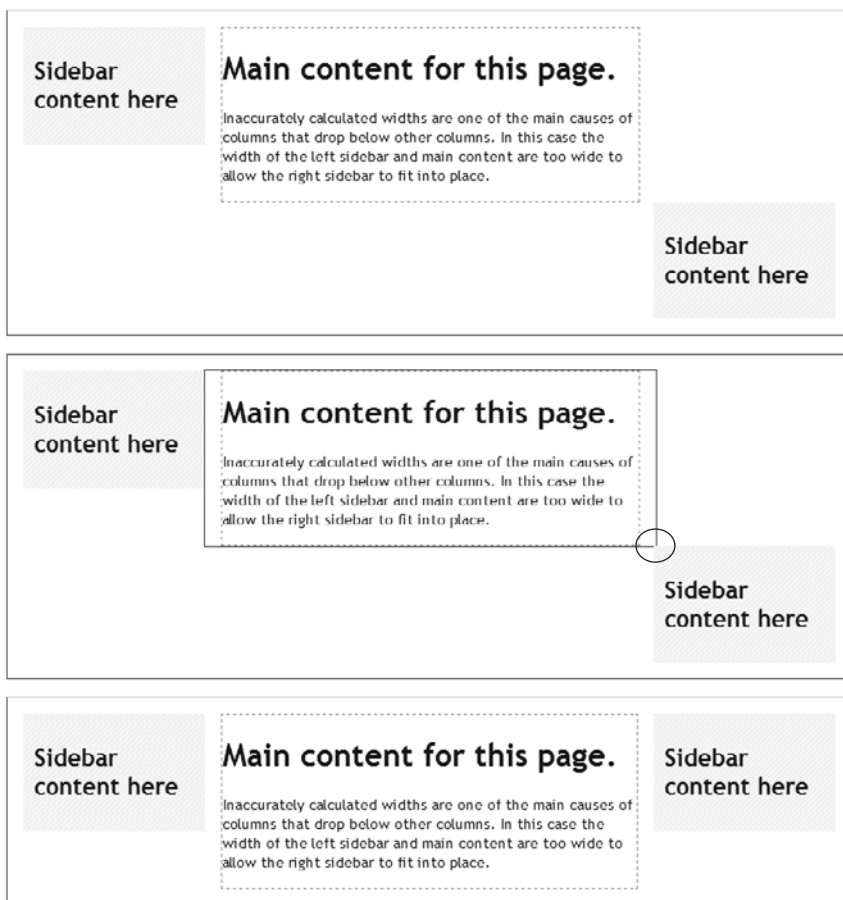 Sidebar
content here
Main content for this page.
Inaccurately calculated widths are one of the main causes of
columns that drop below other columns. In this case the
width of the left sidebar and main content are too wide to
allow the right sidebar to fit into place.
Sidebar
content here
Sidebar
content here
Main content for this page.
Inaccurately calculated widths are one of the main causes of
columns that drop below other columns. In this case the
width of the left sidebar and main content are too wide to
allow the right sidebar to fit into place.
Sidebar
content here
Sidebar
content here
Main content for this page.
Inaccurately calculated widths are one of the main causes of
columns that drop below other columns. In this case the
width of the left sidebar and main content are too wide to
allow the right sidebar to fit into place.
Sidebar
content here